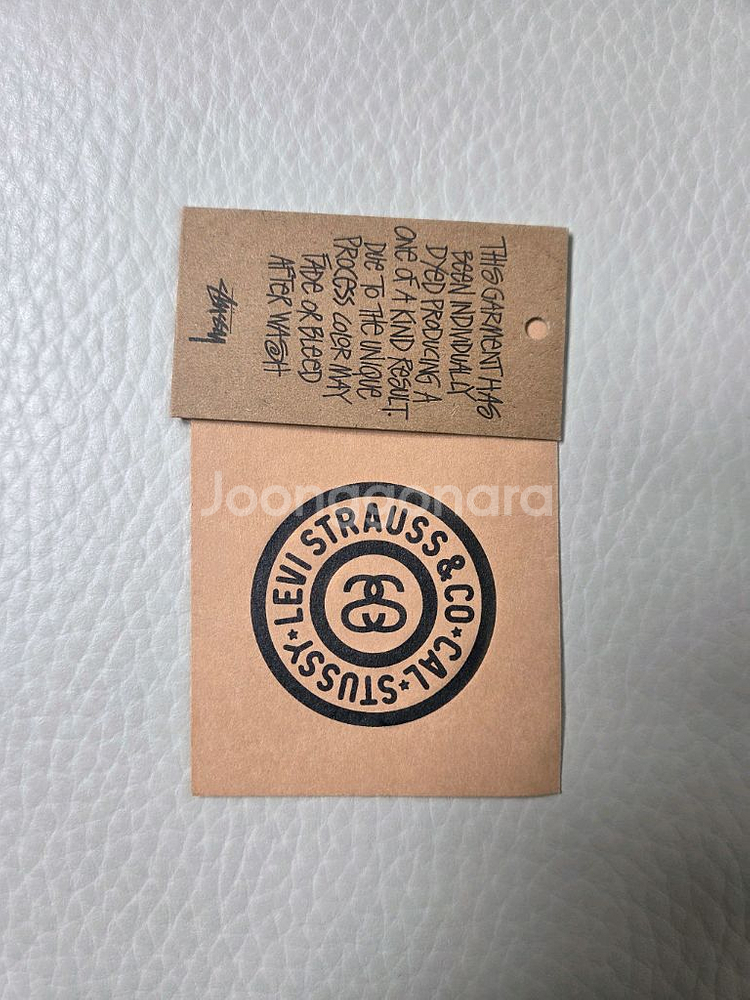 THIS GARMENT HAS
BEEN INDIVIDUALLY
DYED PRODUCING A
ONE OF A KIND RESULT.
DUE TO THE UNIQUE
PROCESS COLOR MAY
FADE OR BLEED
AFTER WASH
STUSSY
Joonggonara
LEVI STRAUSS & CO • CAL • STUSSY